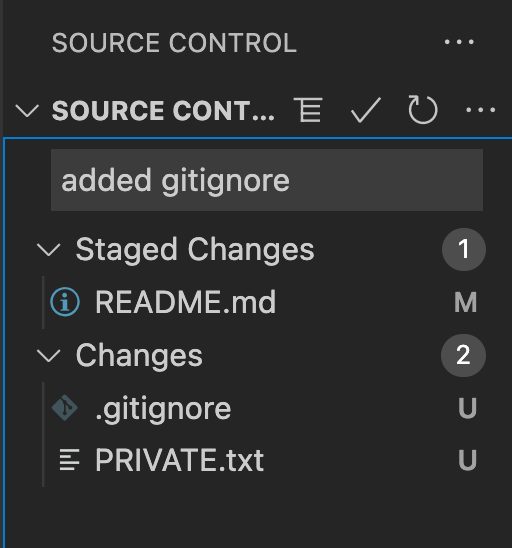 SOURCE CONTROL
SOURCE CONT...
added gitignore
Staged Changes 1
README.md M
Changes 2
.gitignore U
PRIVATE.txt U